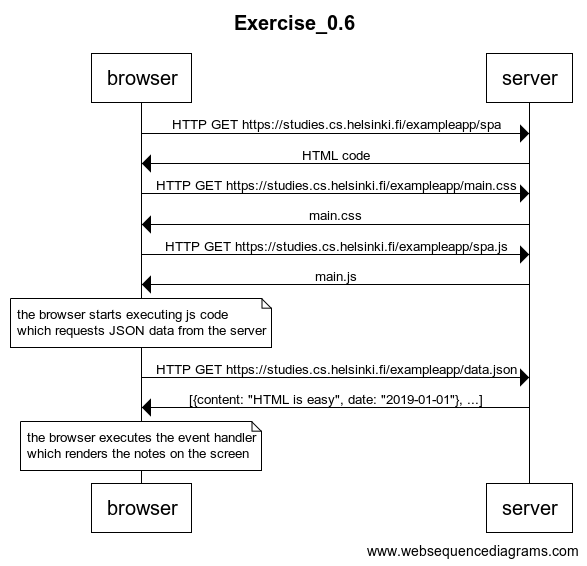 Exercise_0.6
browser
server
HTTP GET https://studies.cs.helsinki.fi/exampleapp/spa
HTML code
HTTP GET https://studies.cs.helsinki.fi/exampleapp/main.css
main.css
HTTP GET https://studies.cs.helsinki.fi/exampleapp/spa.js
main.js
the browser starts executing js code
which requests JSON data from the server
HTTP GET https://studies.cs.helsinki.fi/exampleapp/data.json
[{content: "HTML is easy", date: "2019-01-01"}, ...]
the browser executes the event handler
which renders the notes on the screen
browser
server
www.websequencediagrams.com